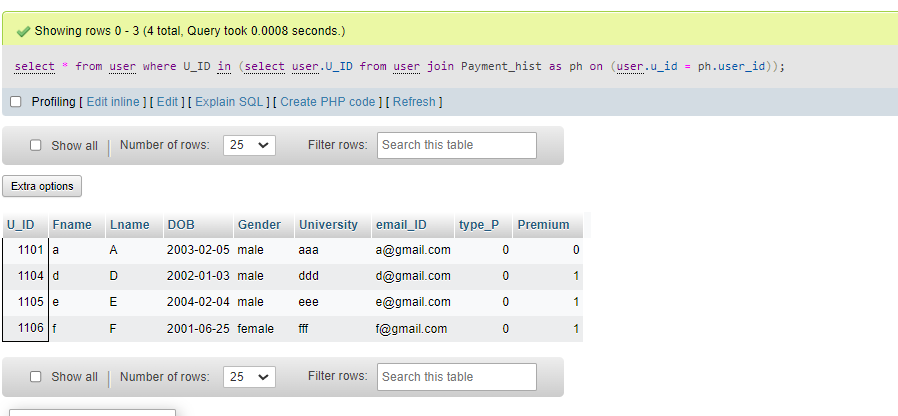 Showing rows 0 - 3 (4 total, Query took 0.0008 seconds.)
select * from user where U_ID in (select user.U_ID from user join Payment_hist as ph on (user.u_id = ph.user_id));
Profiling [ Edit inline ] [ Edit ] [ Explain SQL ] [ Create PHP code ] [ Refresh ]
Show all Number of rows: 25 Filter rows: Search this table
Extra options
U_ID Fname Lname DOB Gender University email_ID type_P Premium
1101 a A 2003-02-05 male aaa a@gmail.com 0 0
1104 d D 2002-01-03 male ddd d@gmail.com 0 1
1105 e E 2004-02-04 male eee e@gmail.com 0 1
1106 f F 2001-06-25 female fff f@gmail.com 0 1
Show all Number of rows: 25 Filter rows: Search this table